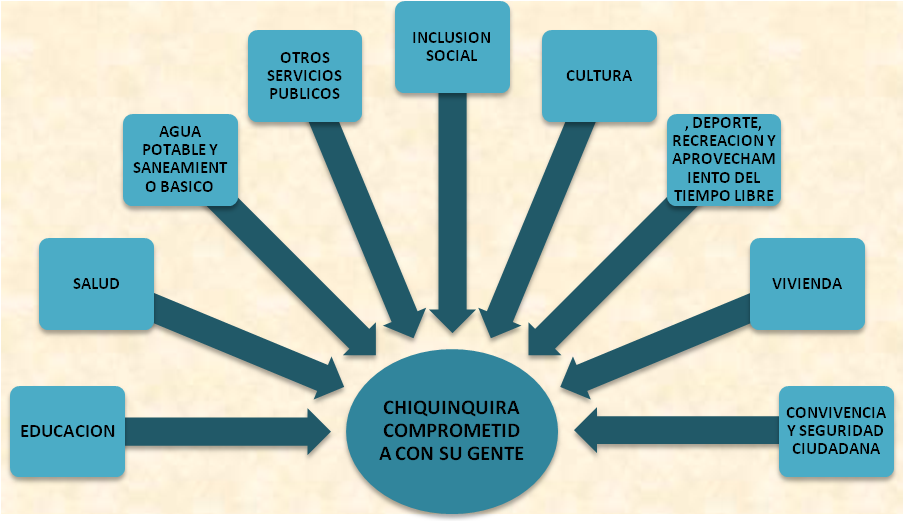 INCLUSION
SOCIAL
OTROS
SERVICIOS
PUBLICOS
CULTURA
AGUA
POTABLE Y
SANEAMIENT
O BASICO
, DEPORTE,
RECREACION Y
APROVECHAM
IENTO DEL
TIEMPO LIBRE
SALUD
VIVIENDA
EDUCACION
CHIQUINQUIRA
COMPROMETID
A CON SU GENTE
CONVIVENCIA
Y SEGURIDAD
CIUDADANA